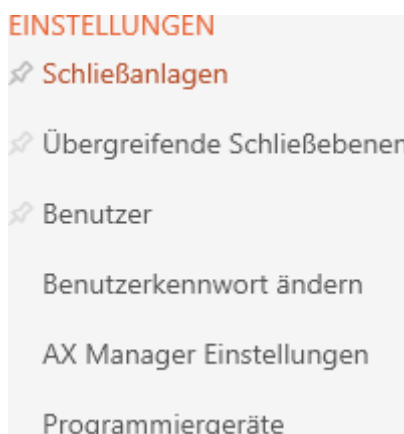 EINSTELLUNGEN
Schließanlagen
Übergreifende Schließebenen
Benutzer
Benutzerkennwort ändern
AX Manager Einstellungen
Programmiergeräte